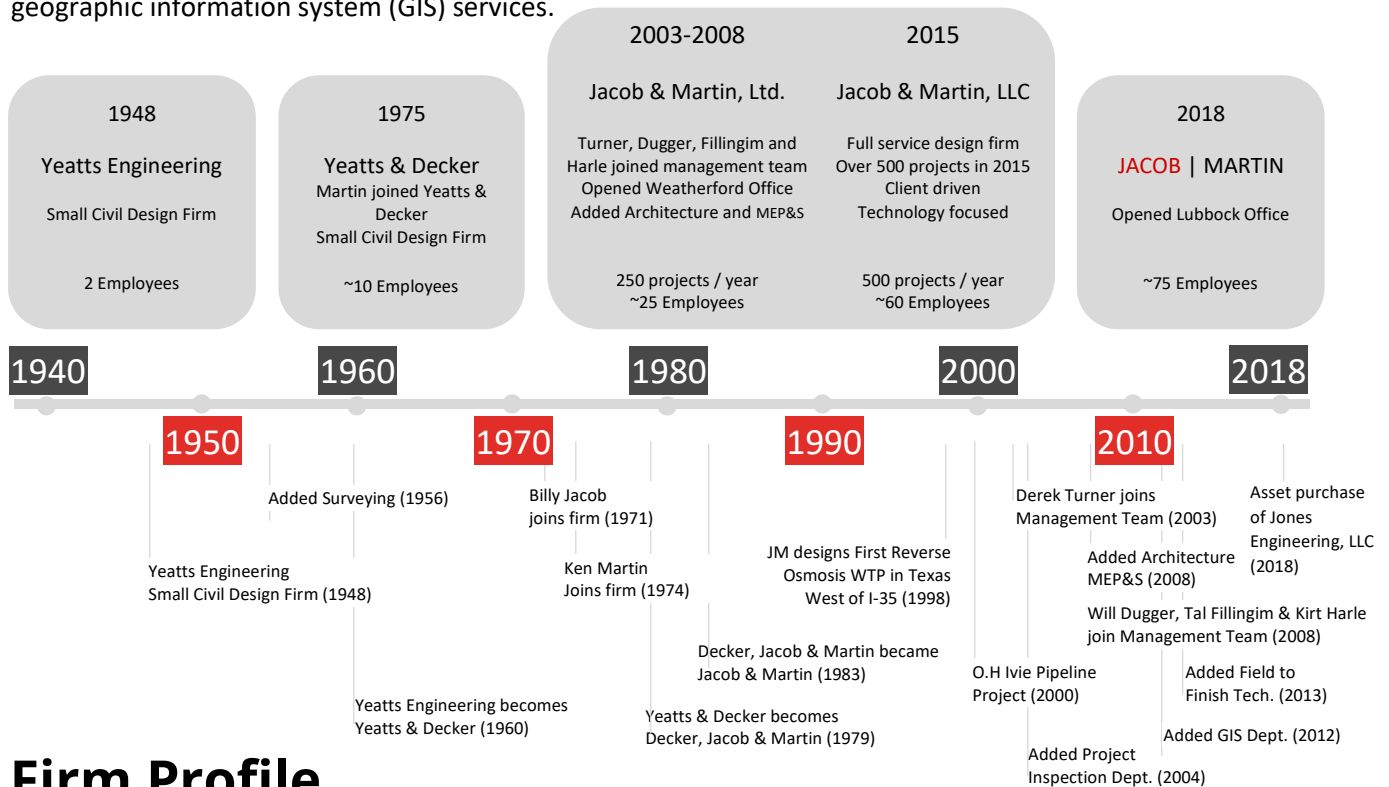 geographic information system (GIS) services.
1948
Yeatts Engineering
Small Civil Design Firm
2 Employees
1975
Yeatts & Decker
Martin joined Yeatts &
Decker
Small Civil Design Firm
~10 Employees
2003-2008
Jacob & Martin, Ltd.
Turner, Dugger, Fillingim and
Harle joined management team
Opened Weatherford Office
Added Architecture and MEP&S
250 projects / year
~25 Employees
2015
Jacob & Martin, LLC
Full service design firm
Over 500 projects in 2015
Client driven
Technology focused
500 projects / year
~60 Employees
2018
JACOB | MARTIN
Opened Lubbock Office
~75 Employees
1940
1960
1980
2000
2018
1950
1970
1990
2010
Yeatts Engineering
Small Civil Design Firm (1948)
Added Surveying (1956)
Yeatts Engineering becomes
Yeatts & Decker (1960)
Billy Jacob
joins firm (1971)
Ken Martin
Joins firm (1974)
Yeatts & Decker becomes
Decker, Jacob & Martin (1979)
Decker, Jacob & Martin became
Jacob & Martin (1983)
JM designs First Reverse
Osmosis WTP in Texas
West of I-35 (1998)
O.H Ivie Pipeline
Project (2000)
Derek Turner joins
Management Team (2003)
Added Project
Inspection Dept. (2004)
Added Architecture
MEP&S (2008)
Will Dugger, Tal Fillingim & Kirt Harle
join Management Team (2008)
Added GIS Dept. (2012)
Added Field to
Finish Tech. (2013)
Asset purchase
of Jones
Engineering, LLC
(2018)
Firm Profile